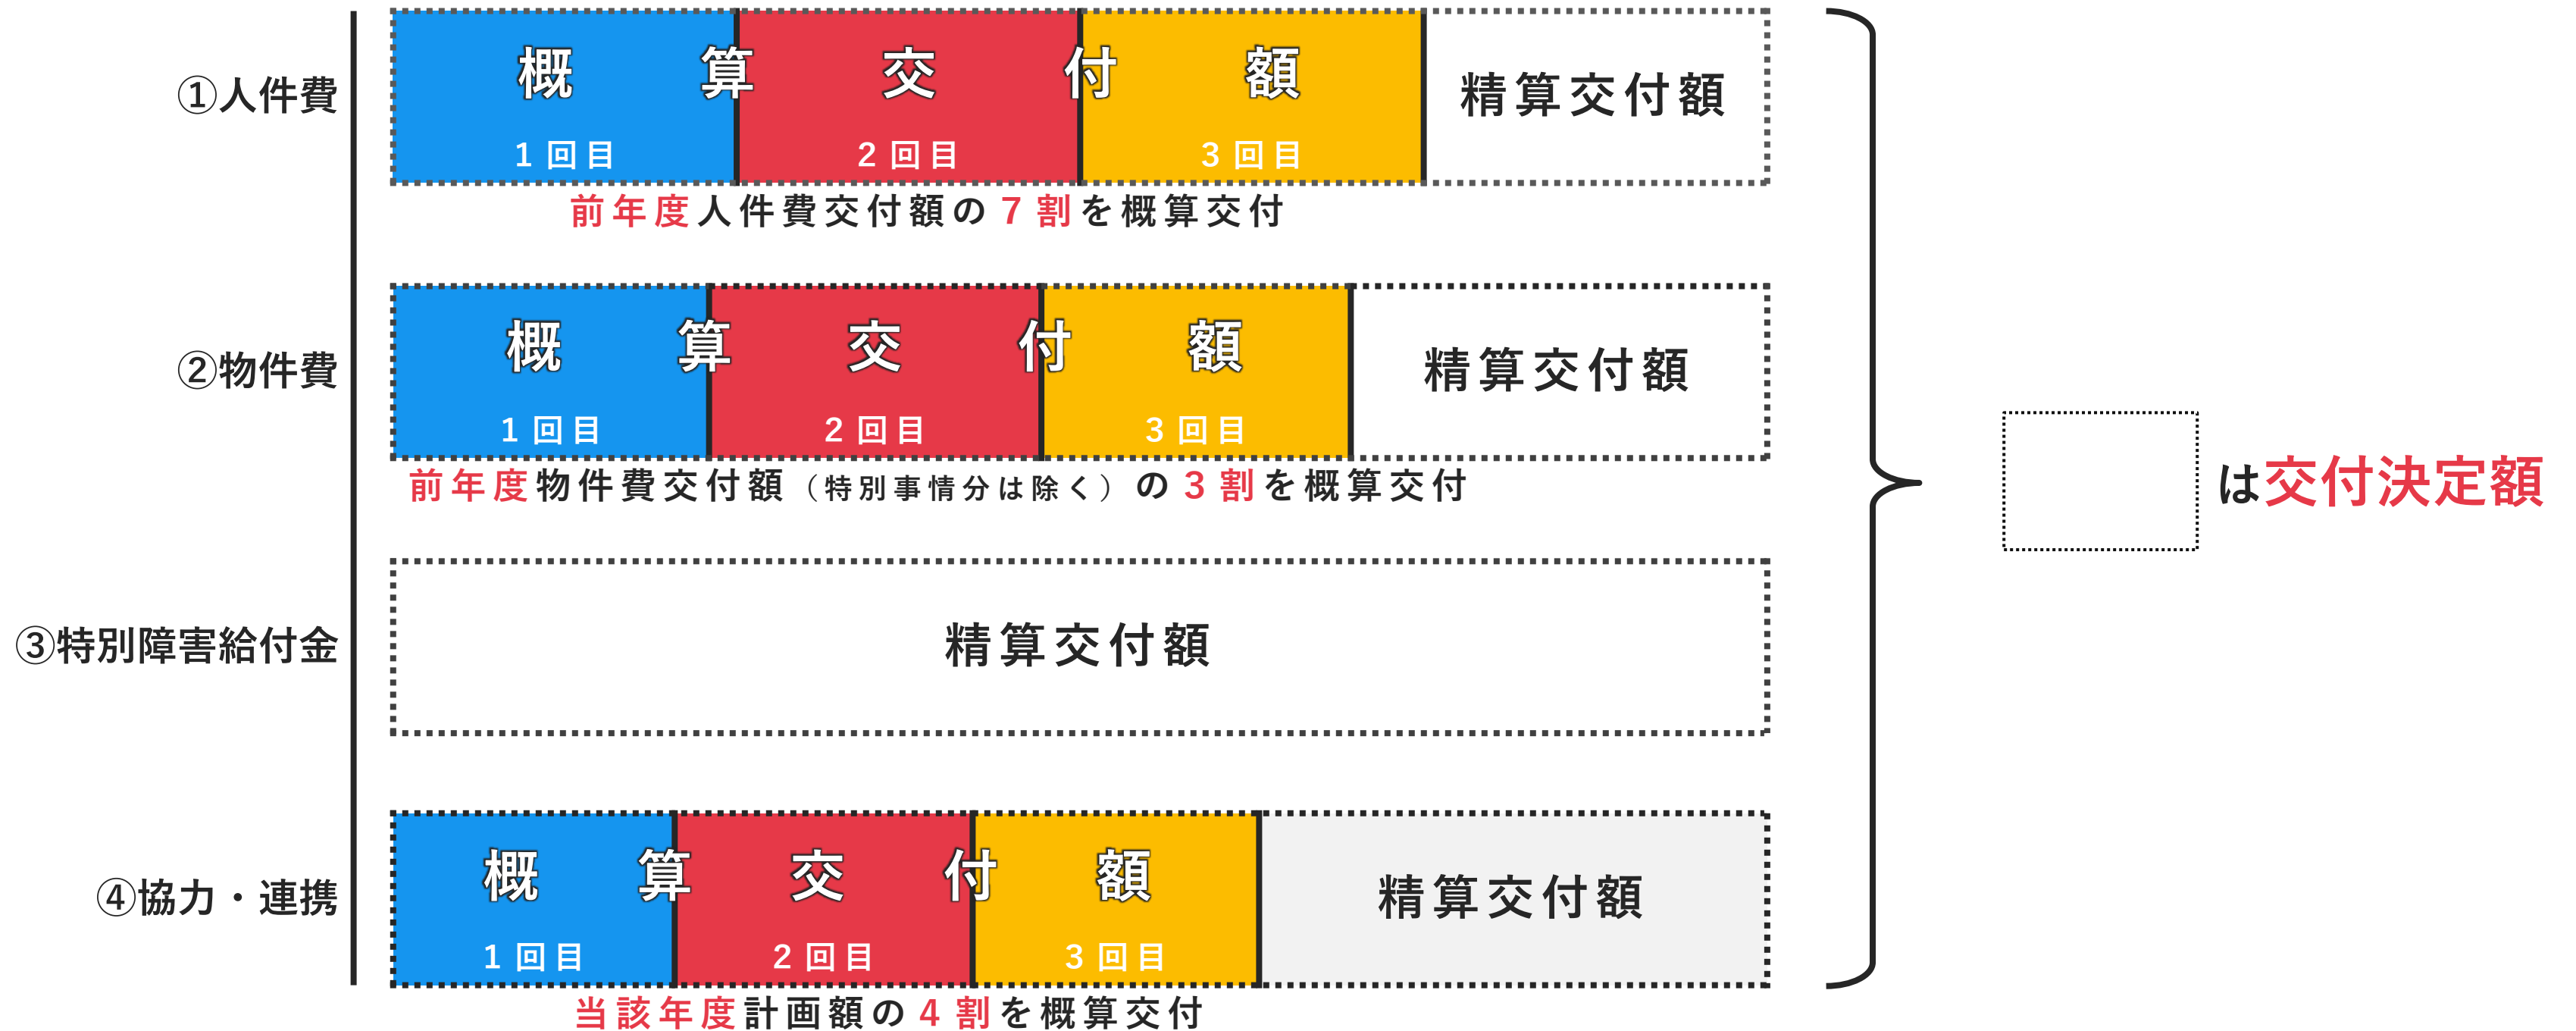 ①人件費
概算交付額
1回目
2回目
3回目
精算交付額
前年度人件費交付額の7割を概算交付
②物件費
概算交付額
1回目
2回目
3回目
精算交付額
前年度物件費交付額（特別事情分は除く）の3割を概算交付
③特別障害給付金
精算交付額
④協力・連携
概算交付額
1回目
2回目
3回目
精算交付額
当該年度計画額の4割を概算交付
は交付決定額